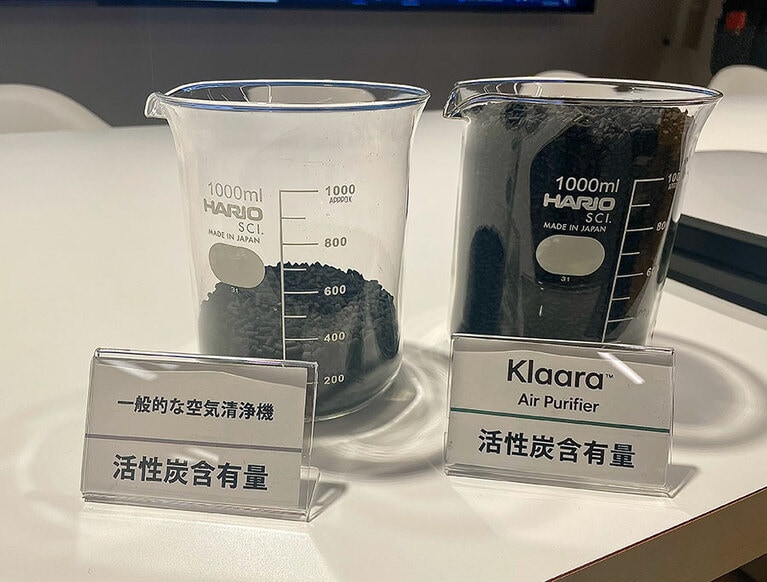 1000ml
HARIO
SCI.
MADE IN JAPAN
31
1000
APPROX
800
600
400
200
1000ml
HARIO
SCI.
MADE IN JAPAN
31
一般的な空気清浄機
活性炭含有量
Klaara™
Air Purifier
活性炭含有量